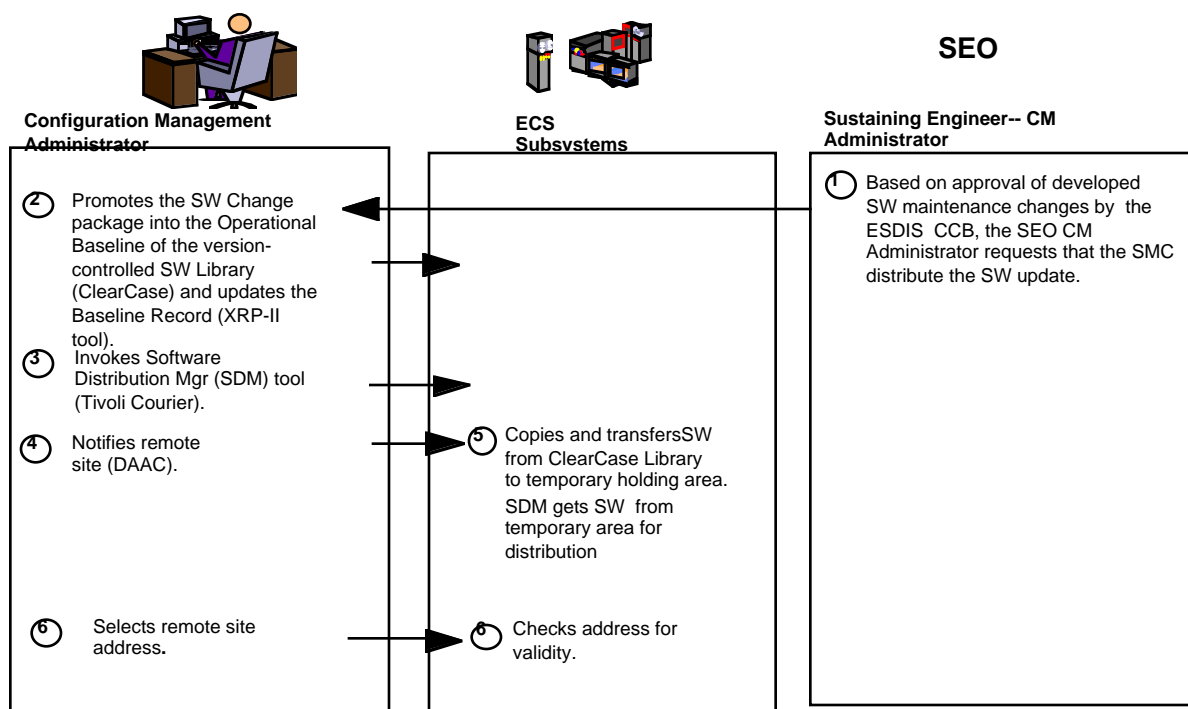 SEO
Configuration Management
Administrator
ECS
Subsystems
Sustaining Engineer-- CM
Administrator
2 Promotes the SW Change
package into the Operational
Baseline of the version-
controlled SW Library
(ClearCase) and updates the
Baseline Record (XRP-II
tool).
3 Invokes Software
Distribution Mgr (SDM) tool
(Tivoli Courier).
4 Notifies remote
site (DAAC).
6 Selects remote site
address.
5 Copies and transfersSW
from ClearCase Library
to temporary holding area.
SDM gets SW from
temporary area for
distribution
6 Checks address for
validity.
1 Based on approval of developed
SW maintenance changes by the
ESDIS CCB, the SEO CM
Administrator requests that the SMC
distribute the SW update.